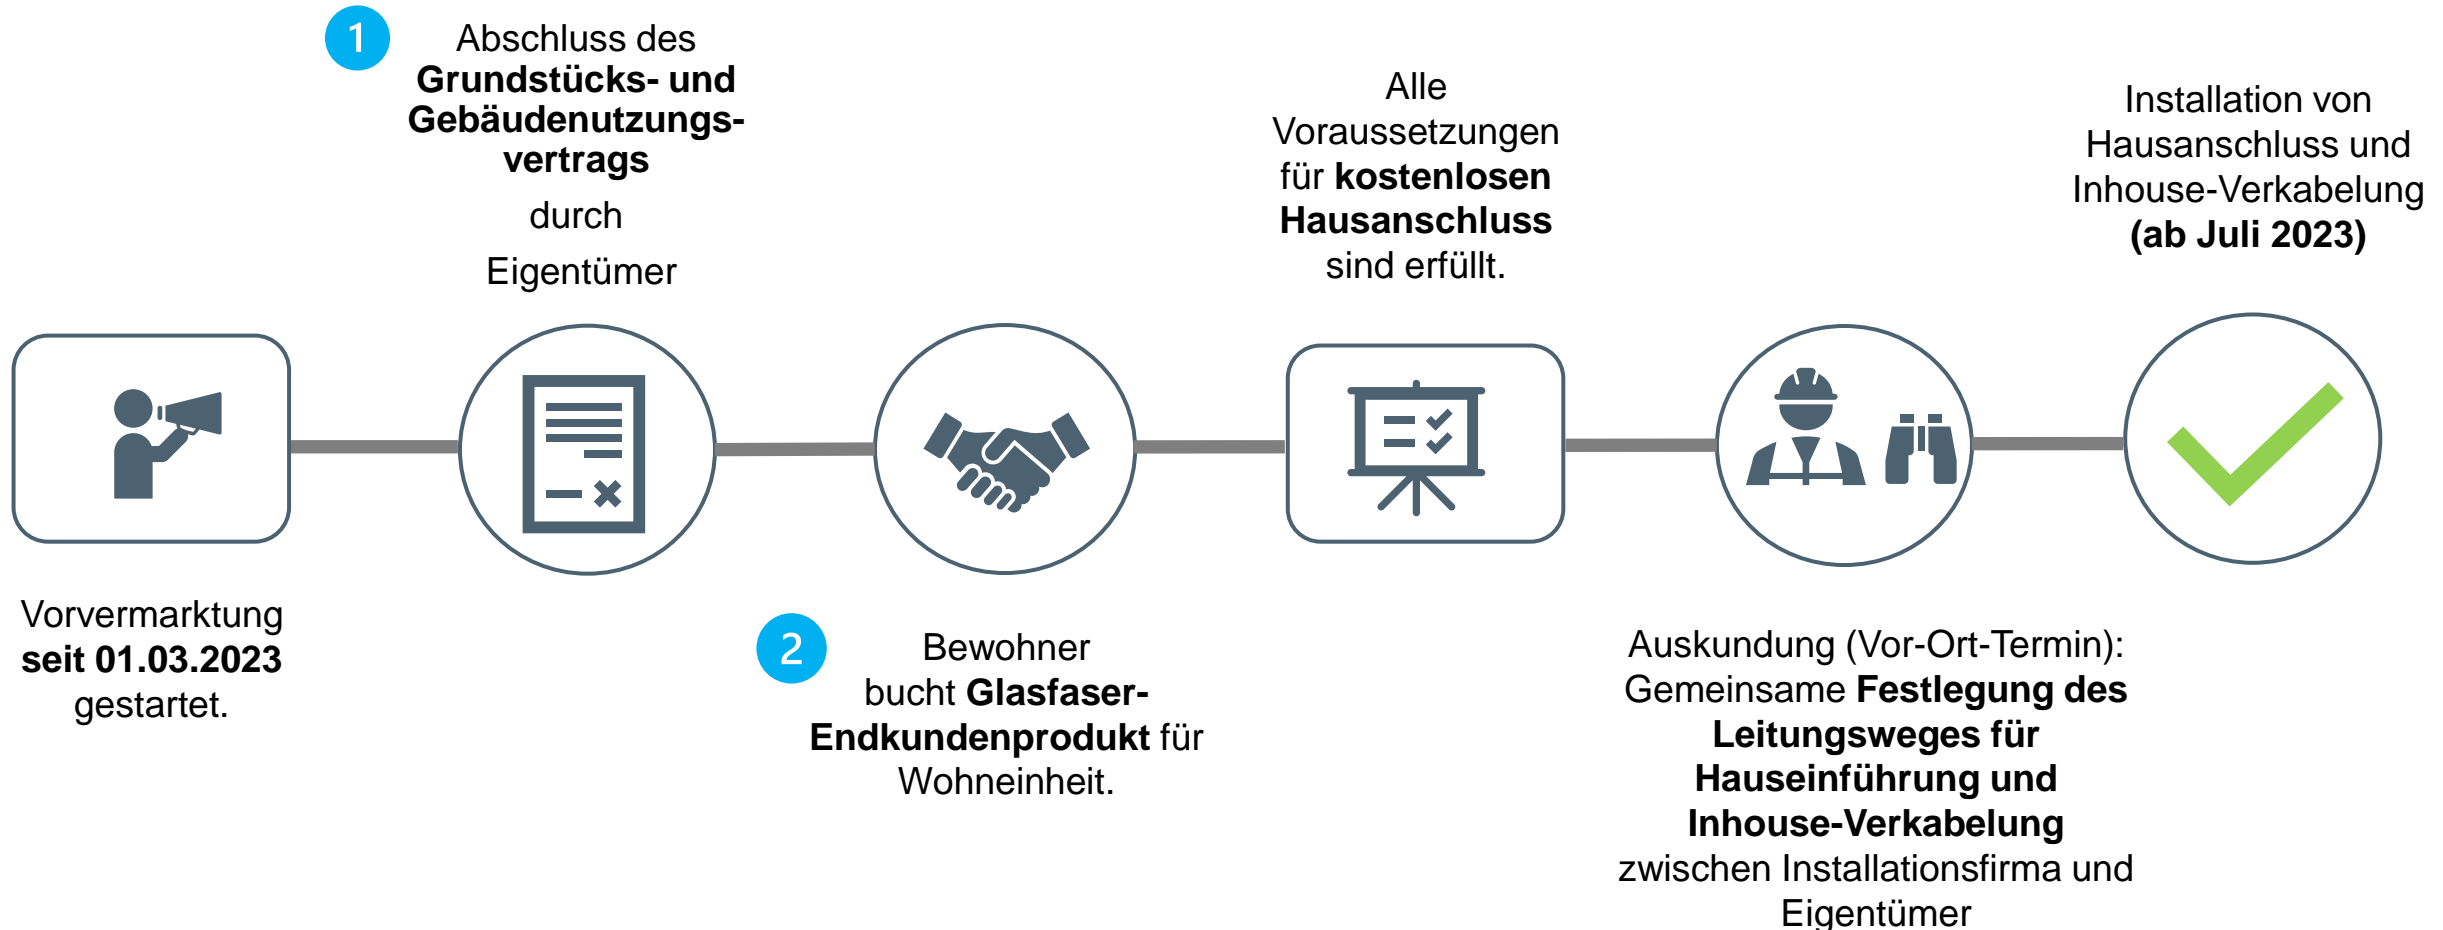 1
Abschluss des
Grundstücks- und
Gebäudenutzungs-
vertrags
durch
Eigentümer
Alle
Voraussetzungen
für kostenlosen
Hausanschluss
sind erfüllt.
Installation von
Hausanschluss und
Inhouse-Verkabelung
(ab Juli 2023)
Vorvermarktung
seit 01.03.2023
gestartet.
2
Bewohner
bucht Glasfaser-
Endkundenprodukt für
Wohneinheit.
Auskundung (Vor-Ort-Termin):
Gemeinsame Festlegung des
Leitungsweges für
Hauseinführung und
Inhouse-Verkabelung
zwischen Installationsfirma und
Eigentümer